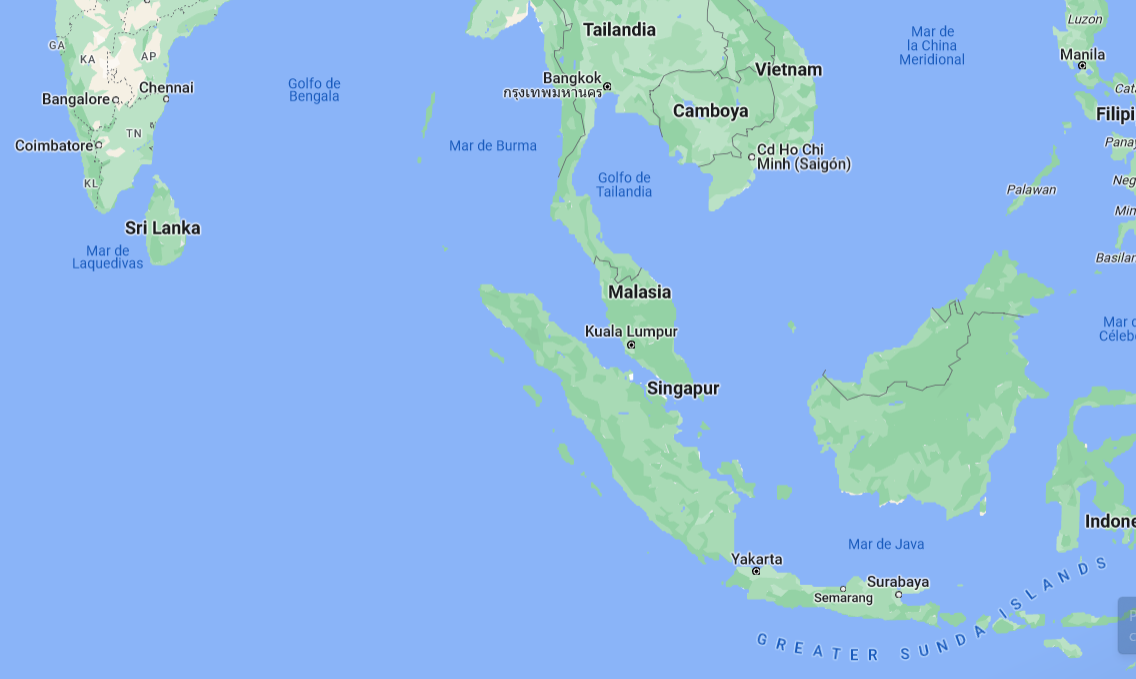 Tailandia
Luzon
Mar de
la China
Meridional
GA
KA
AP
Manila
Vietnam
Bangkok
กรุงเทพมหานคร
Golfo de
Bengala
Chennai
Bangalore
Camboya
Filipi
TN
Coimbatore
Mar de Burma
Cd Ho Chi
Minh (Saigón)
Golfo de
Tailandia
KL
Palawan
Sri Lanka
Mar de
Laquedivas
Basilan
Malasia
Kuala Lumpur
Singapur
Indone
Mar de Java
Yakarta
Surabaya
Semarang
GREATER SUNDA ISLANDS